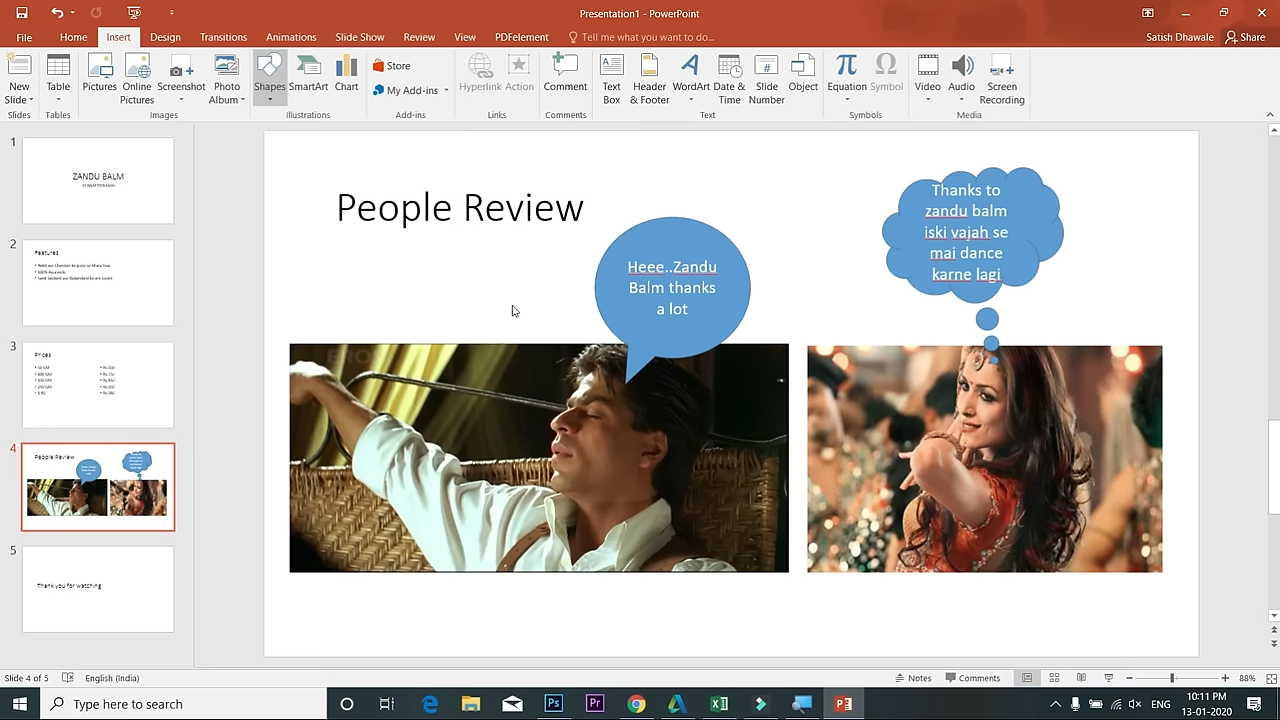 Presentation1 - PowerPoint
File Home Insert Design Transitions Animations Slide Show Review View PDFelement Tell me what you want to do... Satish Dhawale Share
New Slide Table Pictures Online Pictures Screenshot Photo Album Shapes SmartArt Chart Store My Add-ins Hyperlink Action Comment Text Box Header & Footer WordArt Date & Time Slide Number Object Equation Symbol Video Audio Screen Recording
Slides Tables Images Illustrations Add-ins Links Comments Text Symbols Media
1
ZANDU BALM
2
Features
3
Prices
4
People Review
5
Thank you for watching
People Review
Heee..Zandu
Balm thanks
a lot
Thanks to
zandu balm
iski vajah se
mai dance
karne lagi
Slide 4 of 5 English (India) Notes Comments 88%
Type here to search
ENG
10:11 PM
13-01-2020